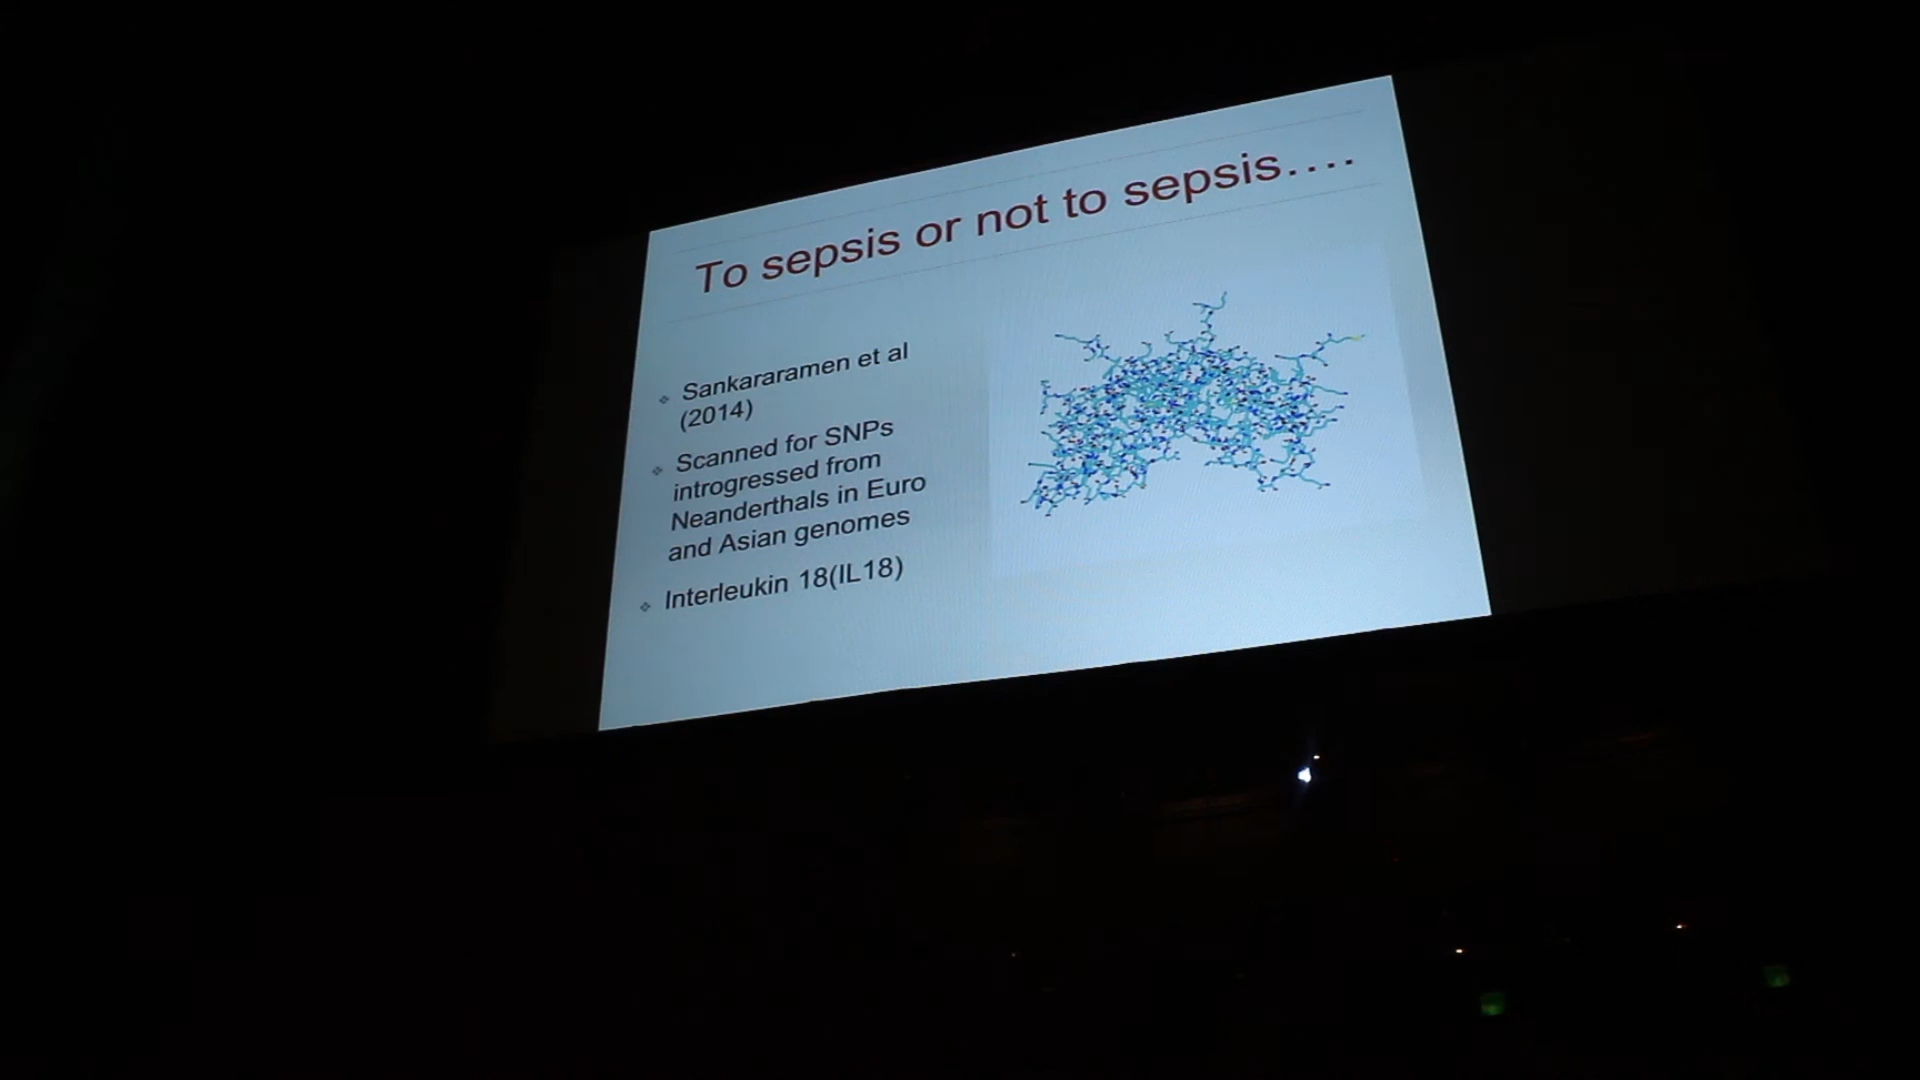 To sepsis or not to sepsis....
Sankararamen et al
(2014)
Scanned for SNPs
introgressed from
Neanderthals in Euro
and Asian genomes
Interleukin 18(IL18)